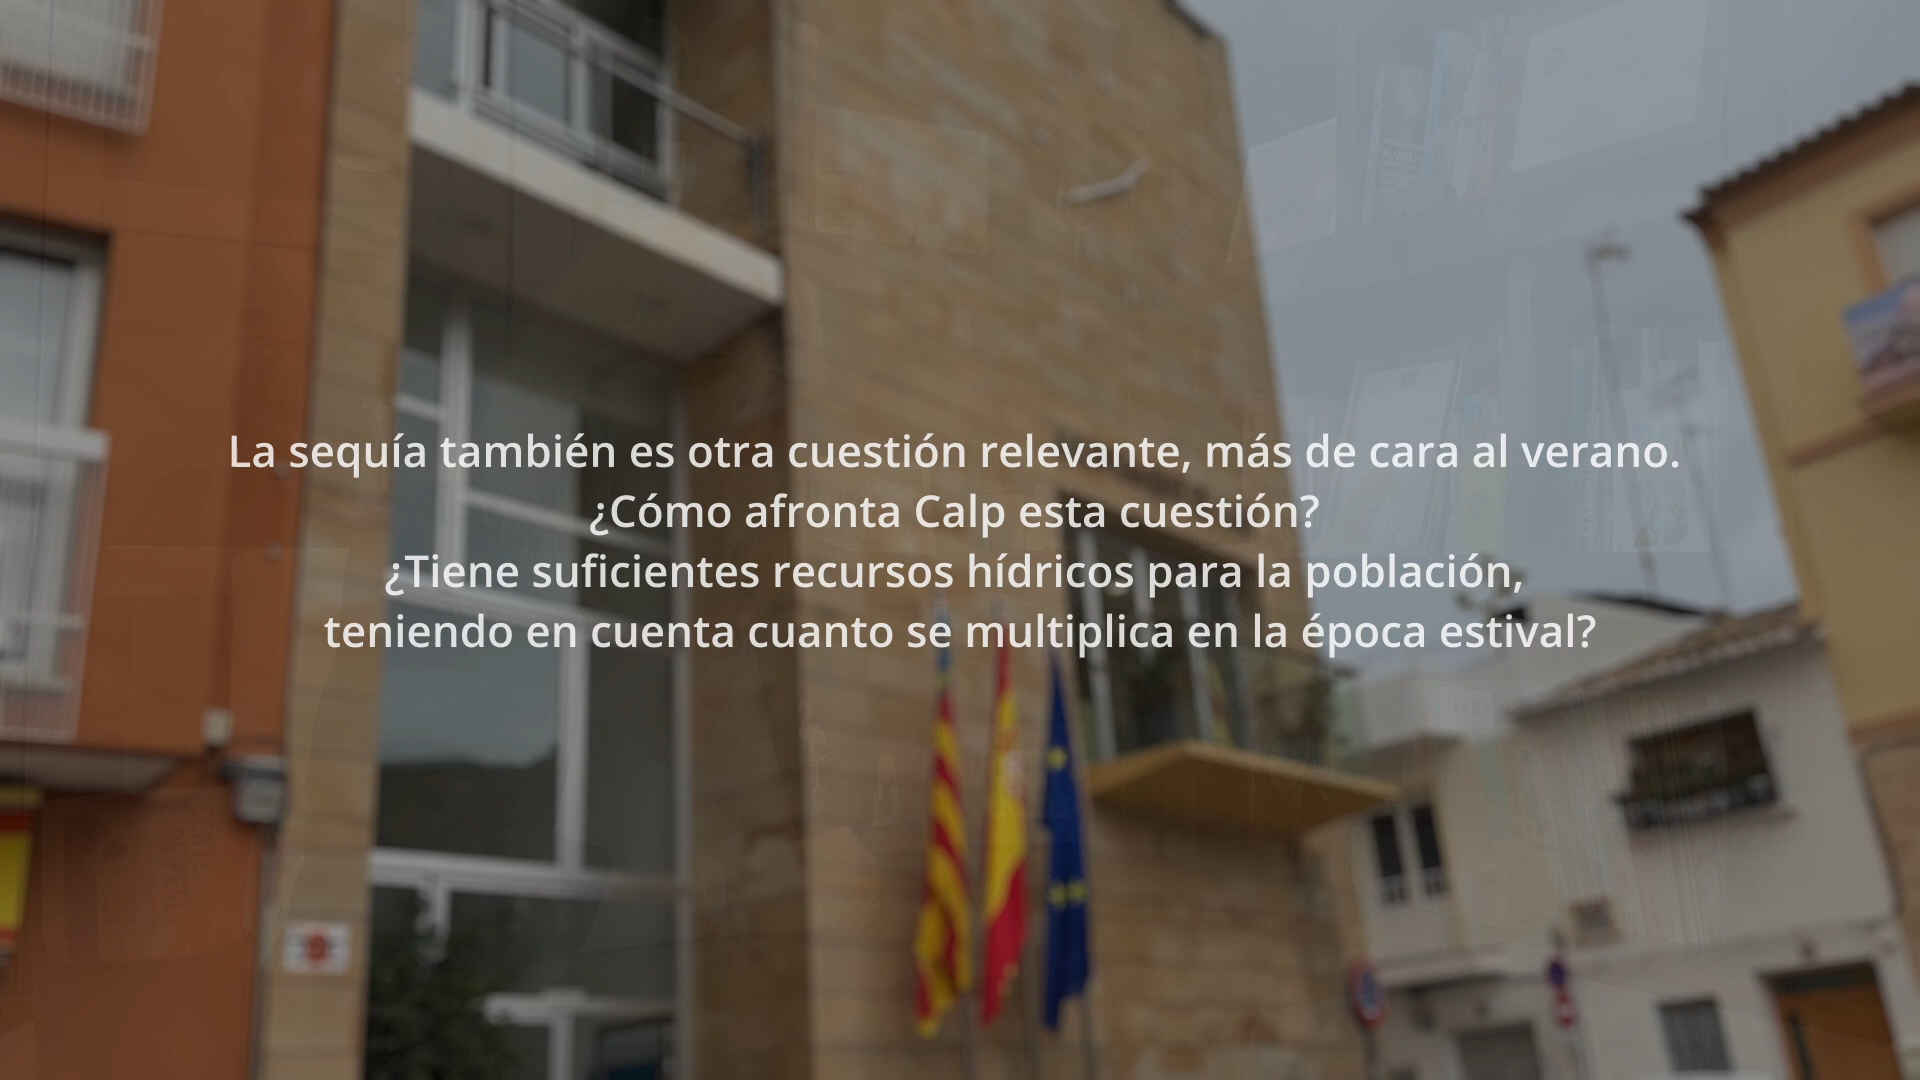 La sequía también es otra cuestión relevante, más de cara al verano.
¿Cómo afronta Calp esta cuestión?
¿Tiene suficientes recursos hídricos para la población,
teniendo en cuenta cuanto se multiplica en la época estival?